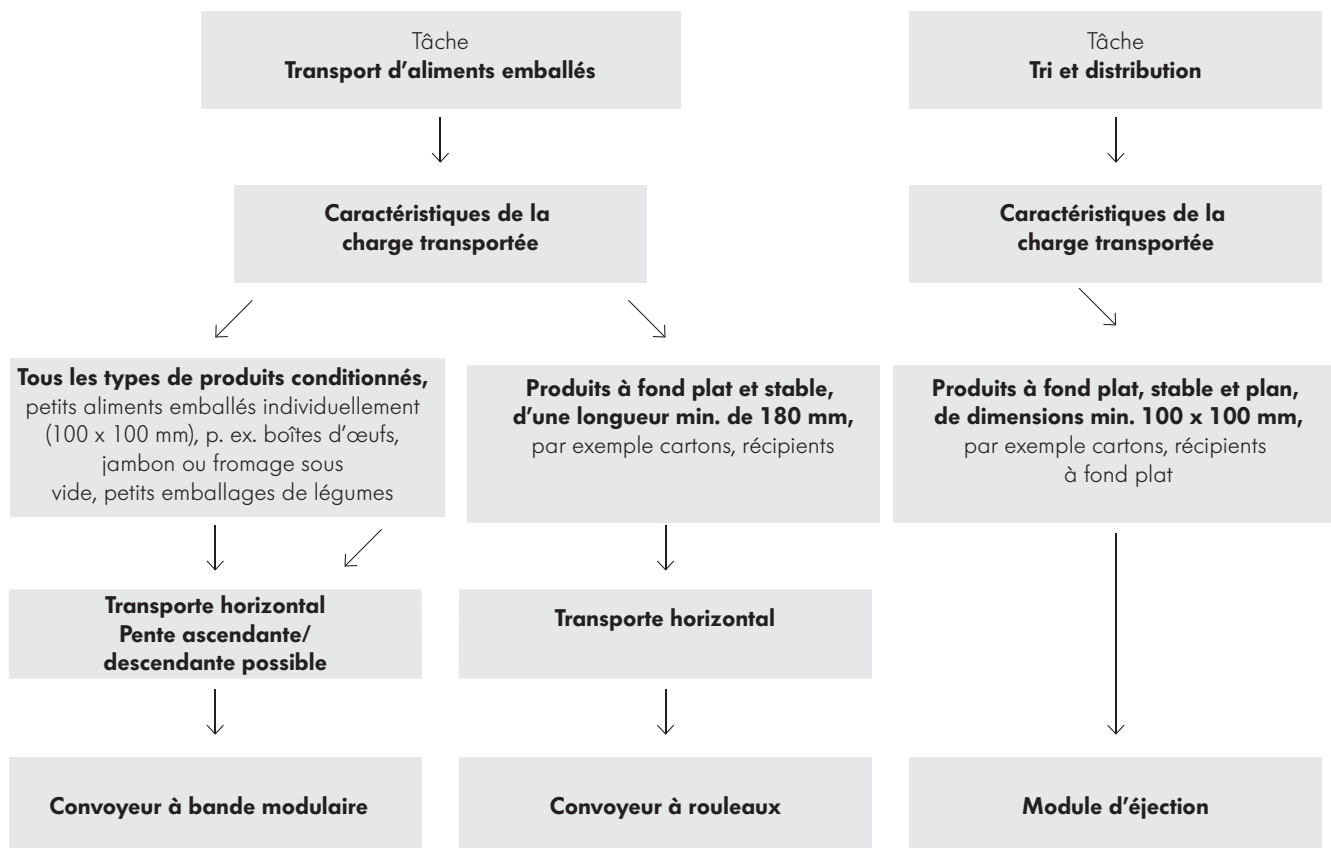 Tâche
Transport d’aliments emballés
Tâche
Tri et distribution
Caractéristiques de la
charge transportée
Caractéristiques de la
charge transportée
Tous les types de produits conditionnés,
petits aliments emballés individuellement
(100 x 100 mm), p. ex. boîtes d’œufs,
jambon ou fromage sous
vide, petits emballages de légumes
Produits à fond plat et stable,
d’une longueur min. de 180 mm,
par exemple cartons, récipients
Produits à fond plat, stable et plan,
de dimensions min. 100 x 100 mm,
par exemple cartons, récipients
à fond plat
Transporte horizontal
Pente ascendante/
descendante possible
Transporte horizontal
Convoyeur à bande modulaire
Convoyeur à rouleaux
Module d’éjection